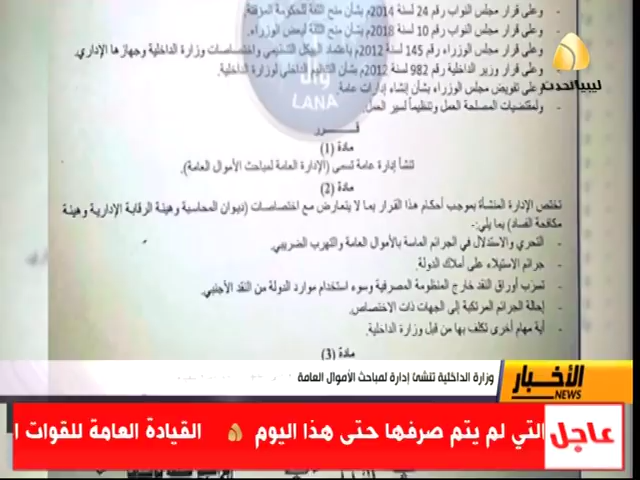 وعلى قرار مجلس النواب رقم 24 لسنة 2014م بشأن منح الثقة للحكومة المؤقتة
- وعلى قرار مجلس النواب رقم 10 لسنة 2018م بشأن منح الثقة لبعض الوزراء.
- وعلى قرار مجلس الوزراء رقم 145 لسنة 2012م باعتماد الهيكل التنظيمي واختصاصات وزارة الداخلية وجهازها الإداري.
- وعلى قرار وزير الداخلية رقم 982 لسنة 2012م بشأن التنظيم الداخلي لوزارة الداخلية.
- وعلى تفويض مجلس الوزراء بشأن إنشاء إدارات عامة.
- ولمقتضيات المصلحة العمل وتنظيماً لسير العمل.
ليبيا الحدث
وال
LANA
قـــــرر
مادة (1)
تنشأ إدارة عامة تسمى (الإدارة العامة لمباحث الأموال العامة).
مادة (2)
تختص الإدارة المنشأة بموجب أحكام هذا القرار بما لا يتعارض مع اختصاصات (ديوان المحاسبة وهيئة الرقابة الإدارية وهيئة
مكافحة الفساد) بما يلي:-
- التحري والاستدلال في الجرائم الماسة بالأموال العامة والتهرب الضريبي.
- جرائم الاستيلاء على أملاك الدولة.
- تسرب أوراق النقد خارج المنظومة المصرفية وسوء استخدام موارد الدولة من النقد الأجنبي.
- إحالة الجرائم المرتكبة إلى الجهات ذات الاختصاص.
- أية مهام أخرى تكلف بها من قبل وزارة الداخلية.
مادة (3)
الأخبار
NEWS
وزارة الداخلية تنشئ إدارة لمباحث الأموال العامة
عاجل
التي لم يتم صرفها حتى هذا اليوم القيادة العامة للقوات ا